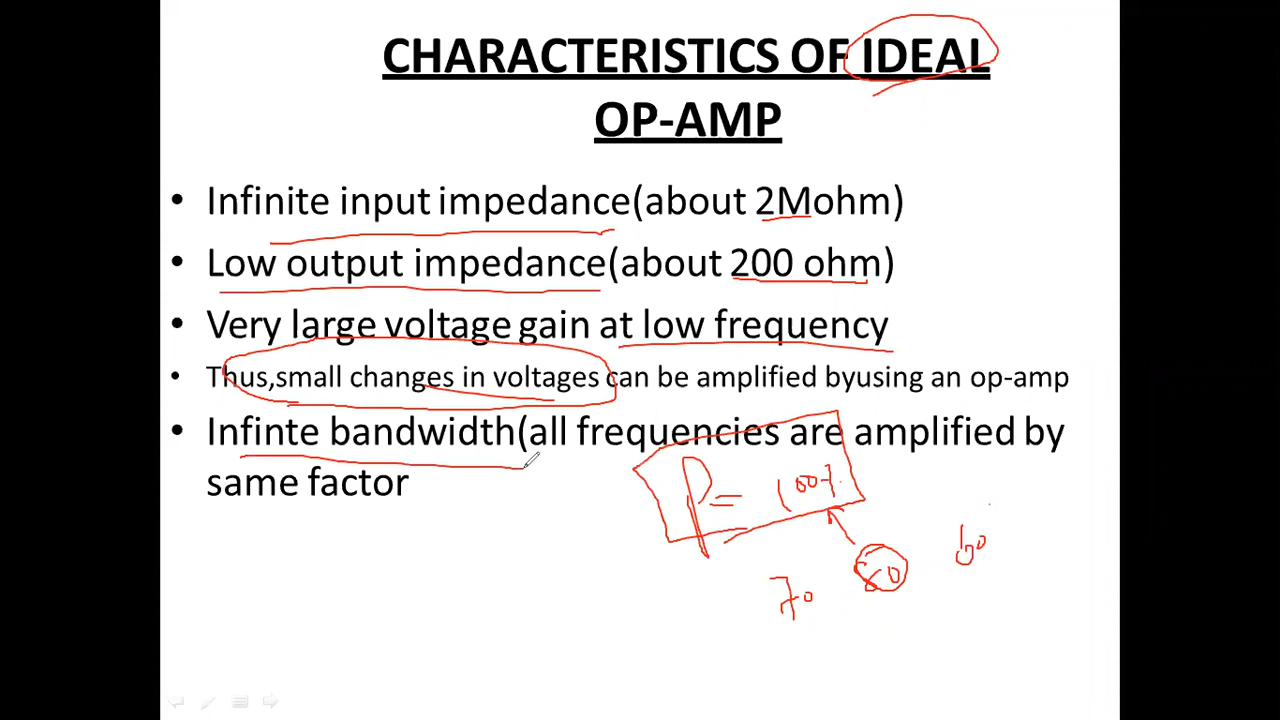 CHARACTERISTICS OF IDEAL
OP-AMP
• Infinite input impedance(about 2Mohm)
• Low output impedance(about 200 ohm)
• Very large voltage gain at low frequency
• Thus,small changes in voltages can be amplified byusing an op-amp
• Infinte bandwidth(all frequencies are amplified by
same factor
P= 100%
70